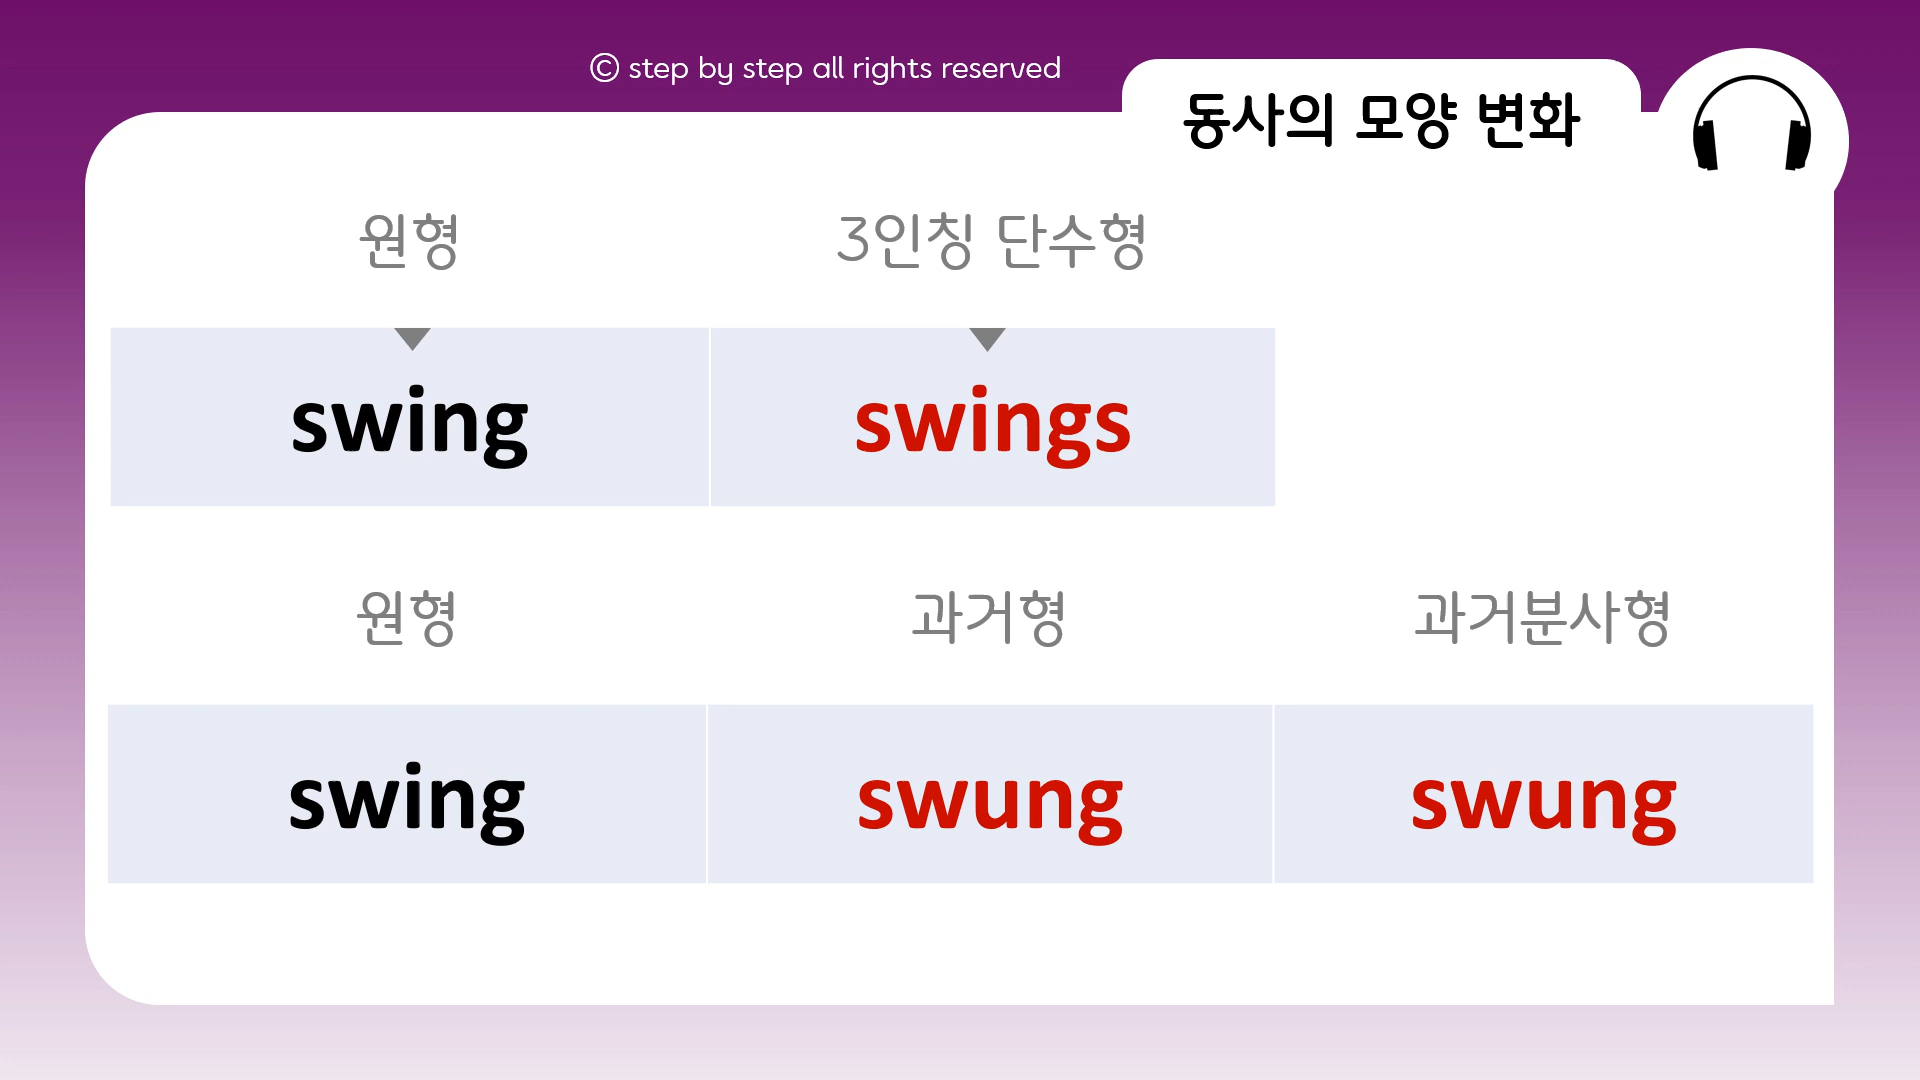 © step by step all rights reserved
동사의 모양 변화
원형 3인칭 단수형
swing swings
원형 과거형 과거분사형
swing swung swung